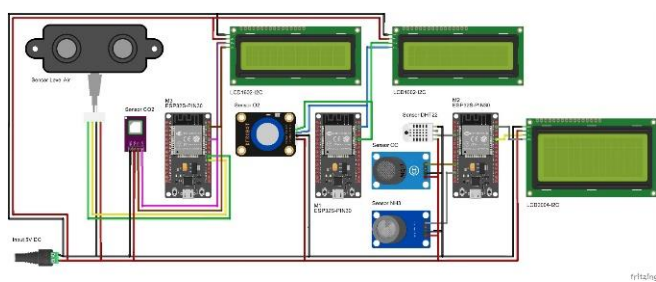 Sensor Level Air
Sensor CO2
M3
ESP32S-PIN30
LCD1602-I2C
Sensor O2
M1
ESP32S-PIN30
LCD1602-I2C
Sensor DHT22
Sensor CO
Sensor NH3
ESP32S-PIN30
LCD2004-I2C
Input 5V DC
fritzing